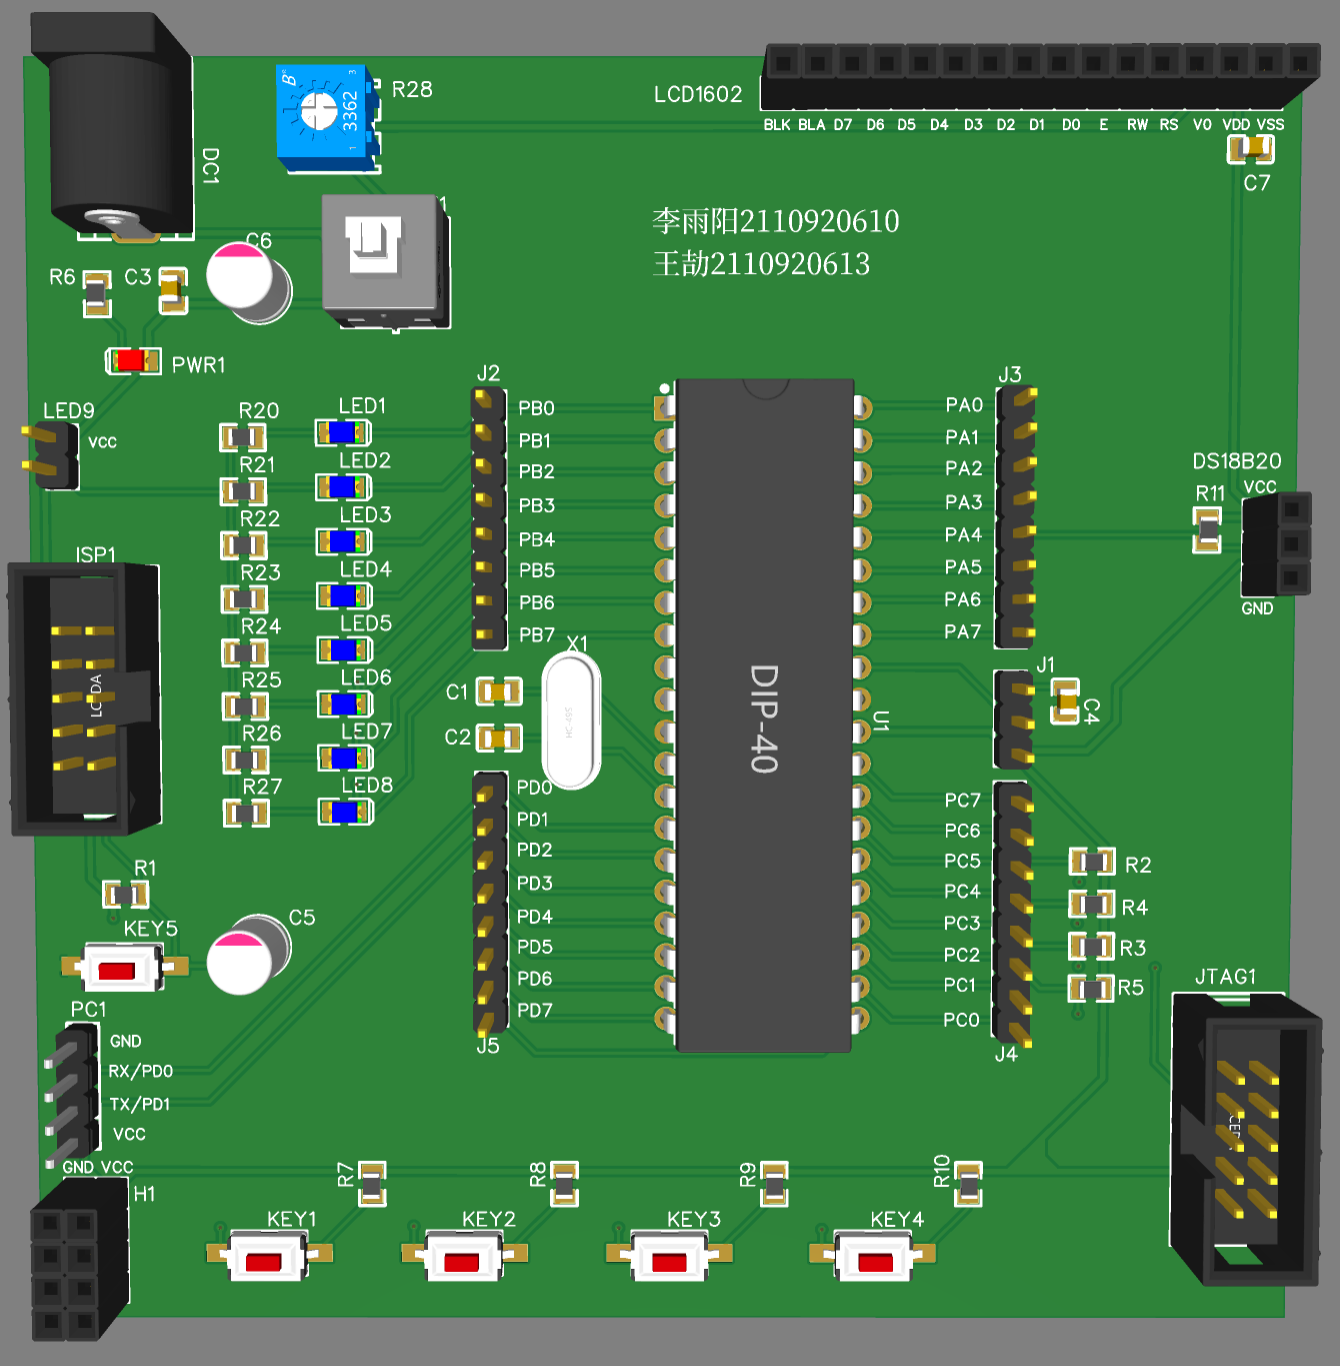 R28
B
3
3362
1
LCD1602
BLK BLA D7 D6 D5 D4 D3 D2 D1 D0 E RW RS V0 VDD VSS
C7
DC1
1
李雨阳2110920610
王劼2110920613
C6
R6
C3
PWR1
J2
J3
LED9
VCC
R20
LED1
PB0
PA0
R21
LED2
PB1
PA1
R22
LED3
PB2
PA2
R23
LED4
PB3
PA3
R24
LED5
PB4
PA4
R25
LED6
PB5
PA5
R26
LED7
PB6
PA6
R27
LED8
PB7
PA7
DS18B20
VCC
R11
GND
ISP1
X1
C1
C2
DIP-40
U1
J1
C4
PD0
PC7
PD1
PC6
PD2
PC5
PD3
PC4
PD4
PC3
PD5
PC2
PD6
PC1
PD7
PC0
J5
J4
R2
R4
R3
R5
R1
KEY5
C5
JTAG1
PC1
GND
RX/PD0
TX/PD1
VCC
GND VCC
H1
R7
R8
R9
R10
KEY1
KEY2
KEY3
KEY4